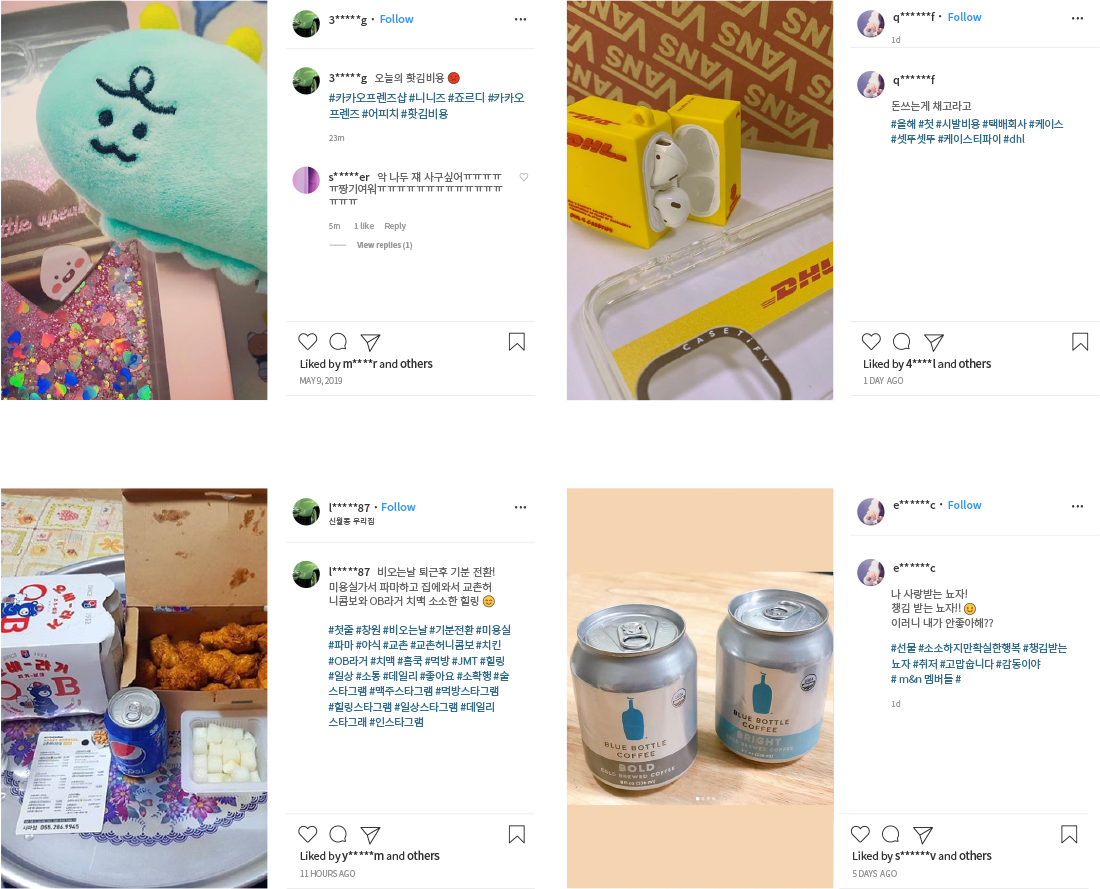 3*****g • Follow
3*****g 오늘의 홧김비용
#카카오프렌즈샵 #니니즈 #죠르디 #카카오
프렌즈 #어피치 #홧김비용
23m
s*****er 악 나두 쟤 사구싶어ㅠㅠㅠㅠ
ㅠ짱기여워ㅠㅠㅠㅠㅠㅠㅠㅠㅠㅠㅠㅠㅠ
ㅠㅠㅠ
5m 1 like Reply
View replies (1)
Liked by m****r and others
MAY 9, 2019
VANS
DHL
DHL
CASETiFY
q******f • Follow
1d
q******f
돈쓰는게 채고라고
#올해 #첫 #시발비용 #택배회사 #케이스
#셋뚜셋뚜 #케이스티파이 #dhl
Liked by 4****l and others
1 DAY AGO
OB
pepsi
055.286.9945
l*****87 • Follow
신월동 우리집
l*****87 비오는날 퇴근후 기분 전환!
미용실가서 파마하고 집에와서 교촌허
니콤보와 OB라거 치맥 소소한 힐링
#첫줄 #창원 #비오는날 #기분전환 #미용실
#파마 #야식 #교촌 #교촌허니콤보 #치킨
#OB라거 #치맥 #홈쿡 #먹방 #JMT #힐링
#일상 #소통 #데일리 #좋아요 #소확행 #술
스타그램 #맥주스타그램 #먹방스타그램
#힐링스타그램 #일상스타그램 #데일리
스타그래 #인스타그램
Liked by y*****m and others
11 HOURS AGO
BLUE BOTTLE
COFFEE
BOLD
COLD BREWED COFFEE
BLUE BOTTLE
COFFEE
BRIGHT
COLD BREWED COFFEE
e******c • Follow
e******c
나 사랑받는 뇨자!
챙김 받는 뇨자!!
이러니 내가 안좋아해??
#선물 #소소하지만확실한행복 #챙김받는
뇨자 #취저 #고맙습니다 #감동이야
# m&n 멤버들 #
1d
Liked by s******v and others
5 DAYS AGO